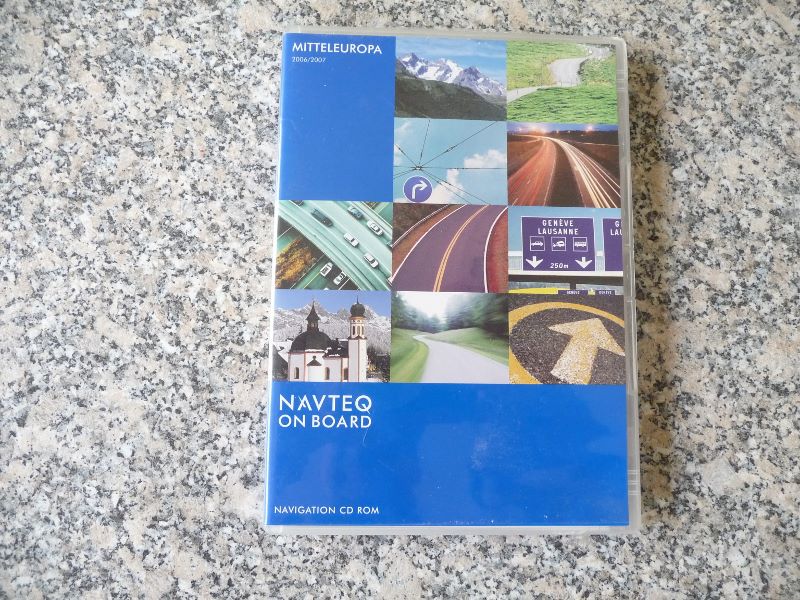 MITTELEUROPA
2006/2007
GENÈVE
LAUSANNE
250m
NAVTEQ
ON BOARD
NAVIGATION CD ROM